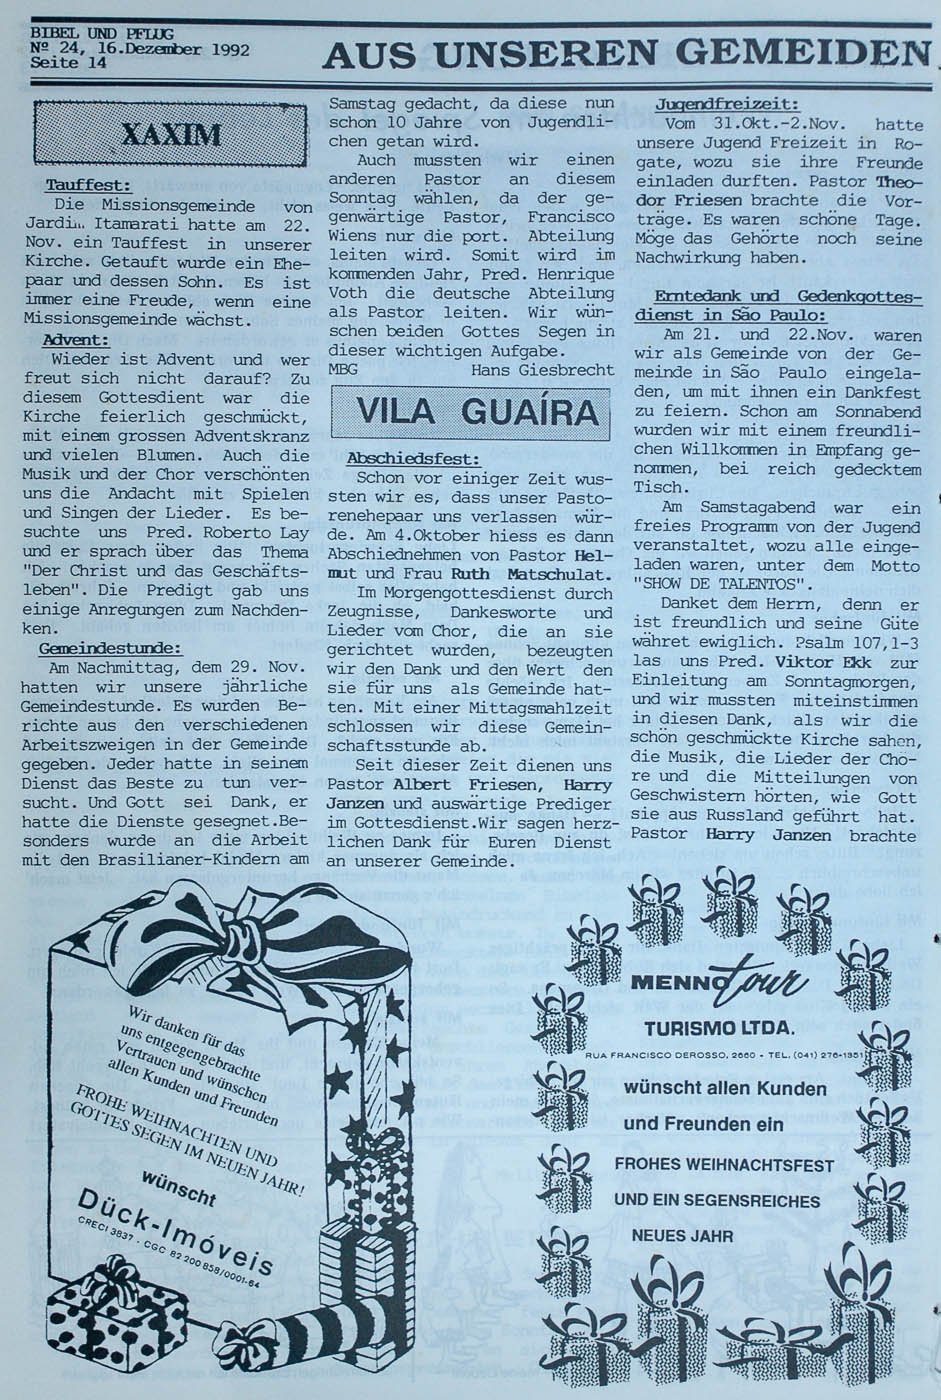 BIBEL UND PFLUG
Nº 24, 16.Dezember 1992
Seite 14
AUS UNSEREN GEMEIDEN
XAXIM
Tauffest:
Die Missionsgemeinde von
Jardim Itamarati hatte am 22.
Nov. ein Tauffest in unserer
Kirche. Getauft wurde ein Ehe-
paar und dessen Sohn. Es ist
immer eine Freude, wenn eine
Missionsgemeinde wächst.
Advent:
Wieder ist Advent und wer
freut sich nicht darauf? Zu
diesem Gottesdient war die
Kirche feierlich geschmückt,
mit einem grossen Adventskranz
und vielen Blumen. Auch die
Musik und der Chor verschönten
uns die Andacht mit Spielen
und Singen der Lieder. Es be-
suchte uns Pred. Roberto Lay
und er sprach über das Thema
"Der Christ und das Geschäfts-
leben". Die Predigt gab uns
einige Anregungen zum Nachden-
ken.
Gemeindestunde:
Am Nachmittag, dem 29. Nov.
hatten wir unsere jährliche
Gemeindestunde. Es wurden Be-
richte aus den verschiedenen
Arbeitszweigen in der Gemeinde
gegeben. Jeder hatte in seinem
Dienst das Beste zu tun ver-
sucht. Und Gott sei Dank, er
hatte die Dienste gesegnet.Be-
sonders wurde an die Arbeit
mit den Brasilianer-Kindern am
Samstag gedacht, da diese nun
schon 10 Jahre von Jugendli-
chen getan wird.
Auch mussten wir einen
anderen Pastor an diesem
Sonntag wählen, da der ge-
genwärtige Pastor, Francisco
Wiens nur die port. Abteilung
leiten wird. Somit wird im
kommenden Jahr, Pred. Henrique
Voth die deutsche Abteilung
als Pastor leiten. Wir wün-
schen beiden Gottes Segen in
dieser wichtigen Aufgabe.
MBG Hans Giesbrecht
VILA GUAÍRA
Abschiedsfest:
Schon vor einiger Zeit wus-
sten wir es, dass unser Pasto-
renehepaar uns verlassen wür-
de. Am 4.Oktober hiess es dann
Abschiednehmen von Pastor Hel-
mut und Frau Ruth Matschulat.
Im Morgengottesdienst durch
Zeugnisse, Dankesworte und
Lieder vom Chor, die an sie
gerichtet wurden, bezeugten
wir den Dank und den Wert den
sie für uns als Gemeinde hat-
ten. Mit einer Mittagsmahlzeit
schlossen wir diese Gemein-
schaftsstunde ab.
Seit dieser Zeit dienen uns
Pastor Albert Friesen, Harry
Janzen und auswärtige Prediger
im Gottesdienst.Wir sagen herz-
lichen Dank für Euren Dienst
an unserer Gemeinde.
Jugendfreizeit:
Vom 31.Okt.-2.Nov. hatte
unsere Jugend Freizeit in Ro-
gate, wozu sie ihre Freunde
einladen durften. Pastor Theo-
dor Friesen brachte die Vor-
träge. Es waren schöne Tage.
Möge das Gehörte noch seine
Nachwirkung haben.
Erntedank und Gedenkgottes-
dienst in São Paulo:
Am 21. und 22.Nov. waren
wir als Gemeinde von der Ge-
meinde in São Paulo eingela-
den, um mit ihnen ein Dankfest
zu feiern. Schon am Sonnabend
wurden wir mit einem freundli-
chen Willkommen in Empfang ge-
nommen, bei reich gedecktem
Tisch.
Am Samstagabend war ein
freies Programm von der Jugend
veranstaltet, wozu alle einge-
laden waren, unter dem Motto
"SHOW DE TALENTOS".
Danket dem Herrn, denn er
ist freundlich und seine Güte
währet ewiglich. Psalm 107,1-3
las uns Pred. Viktor Ekk zur
Einleitung am Sonntagmorgen,
und wir mussten miteinstimmen
in diesen Dank, als wir die
schön geschmückte Kirche sahen,
die Musik, die Lieder der Chö-
re und die Mitteilungen von
Geschwistern hörten, wie Gott
sie aus Russland geführt hat.
Pastor Harry Janzen brachte
Wir danken für das
uns entgegengebrachte
Vertrauen und wünschen
allen Kunden und Freunden
FROHE WEIHNACHTEN UND
GOTTES SEGEN IM NEUEN JAHR!
wünscht
Dück-Imóveis
CRECI 3837 - CGC 82 200 858/0001-64
MENNO tour
TURISMO LTDA.
RUA FRANCISCO DEROSSO, 2660 - TEL. (041) 276-1351
wünscht allen Kunden
und Freunden ein
FROHES WEIHNACHTSFEST
UND EIN SEGENSREICHES
NEUES JAHR